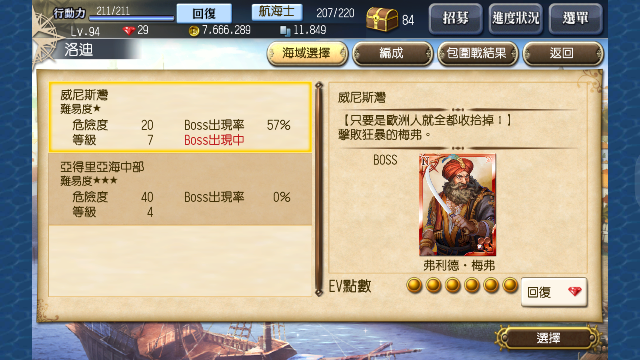 行動力 211/211 回復 航海士 207/220 84 招募 進度狀況 選單
Lv.94 29 7.666.289 11.849
洛迪 海域選擇 編成 包圍戰結果 返回
威尼斯灣
難易度★
危險度 20 Boss出現率 57%
等級 7 Boss出現中
亞得里亞海中部
難易度★★★
危險度 40 Boss出現率 0%
等級 4
威尼斯灣
【只要是歐洲人就全都收拾掉！】
擊敗狂暴的梅弗。
BOSS
弗利德・梅弗
EV點數 回復
選擇